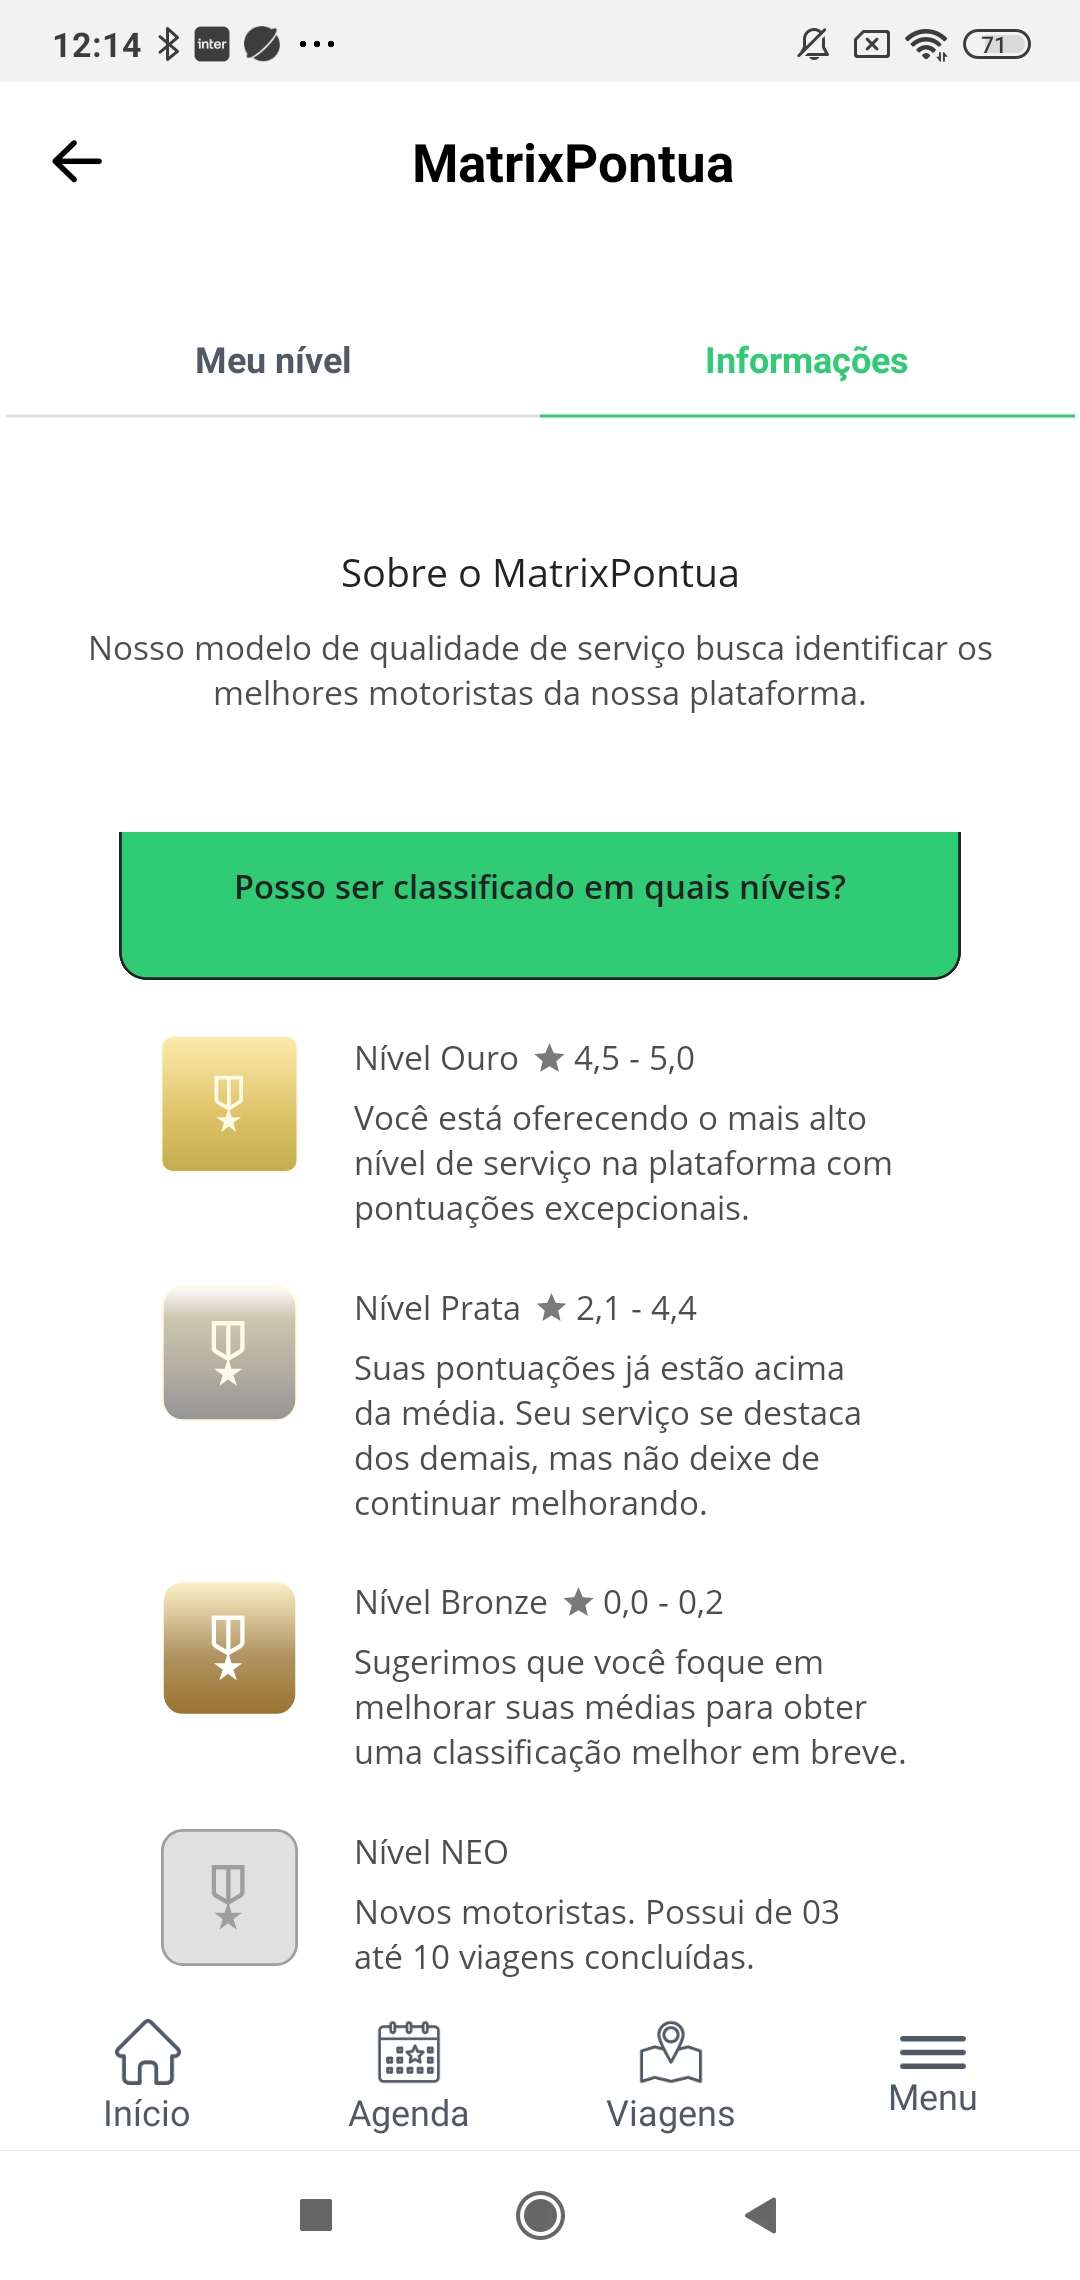 12:14
inter
71
MatrixPontua
Meu nível
Informações
Sobre o MatrixPontua
Nosso modelo de qualidade de serviço busca identificar os
melhores motoristas da nossa plataforma.
Posso ser classificado em quais níveis?
Nível Ouro ★ 4,5 - 5,0
Você está oferecendo o mais alto
nível de serviço na plataforma com
pontuações excepcionais.
Nível Prata ★ 2,1 - 4,4
Suas pontuações já estão acima
da média. Seu serviço se destaca
dos demais, mas não deixe de
continuar melhorando.
Nível Bronze ★ 0,0 - 0,2
Sugerimos que você foque em
melhorar suas médias para obter
uma classificação melhor em breve.
Nível NEO
Novos motoristas. Possui de 03
até 10 viagens concluídas.
Início
Agenda
Viagens
Menu